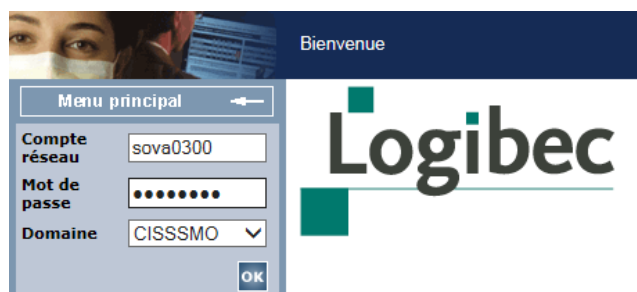 Bienvenue
Menu principal
Compte réseau
sova0300
Mot de passe
••••••••
Domaine
CISSSMO
OK
Logibec